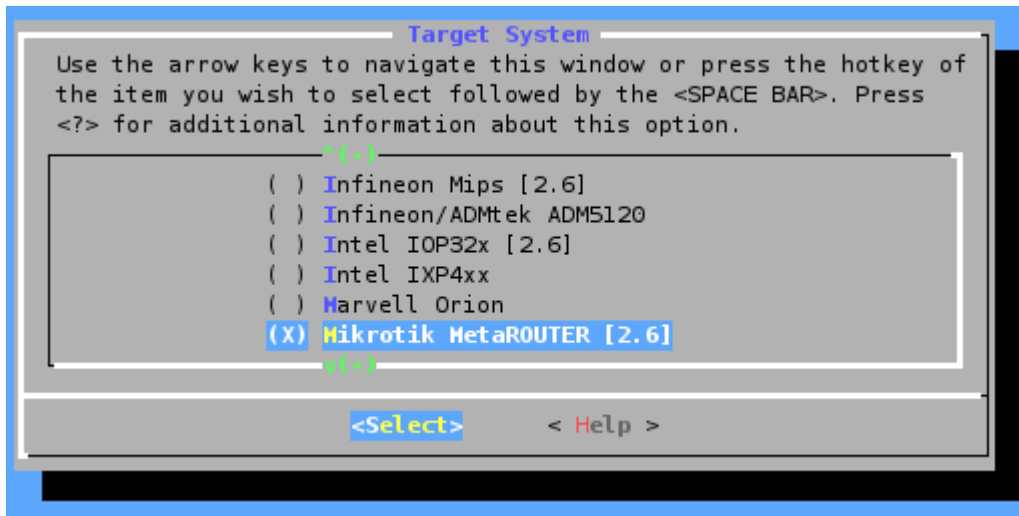 Target System
Use the arrow keys to navigate this window or press the hotkey of
the item you wish to select followed by the <SPACE BAR>. Press
<?> for additional information about this option.
^(-)
( ) Infineon Mips [2.6]
( ) Infineon/ADMtek ADM5120
( ) Intel IOP32x [2.6]
( ) Intel IXP4xx
( ) Marvell Orion
(X) Mikrotik MetaROUTER [2.6]
v(+)
<Select> < Help >